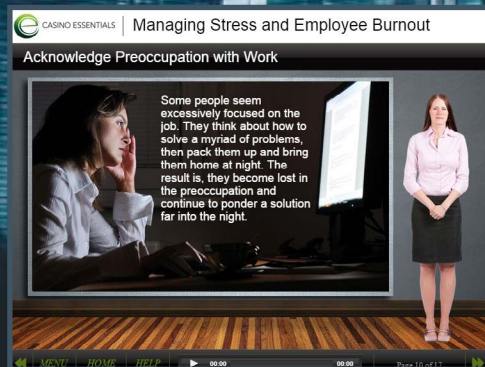 CASINO ESSENTIALS
Managing Stress and Employee Burnout
Acknowledge Preoccupation with Work
Some people seem
excessively focused on the
job. They think about how to
solve a myriad of problems,
then pack them up and bring
them home at night. The
result is, they become lost in
the preoccupation and
continue to ponder a solution
far into the night.
MENU HOME HELP 00:00 00:00 Page 10 of 17